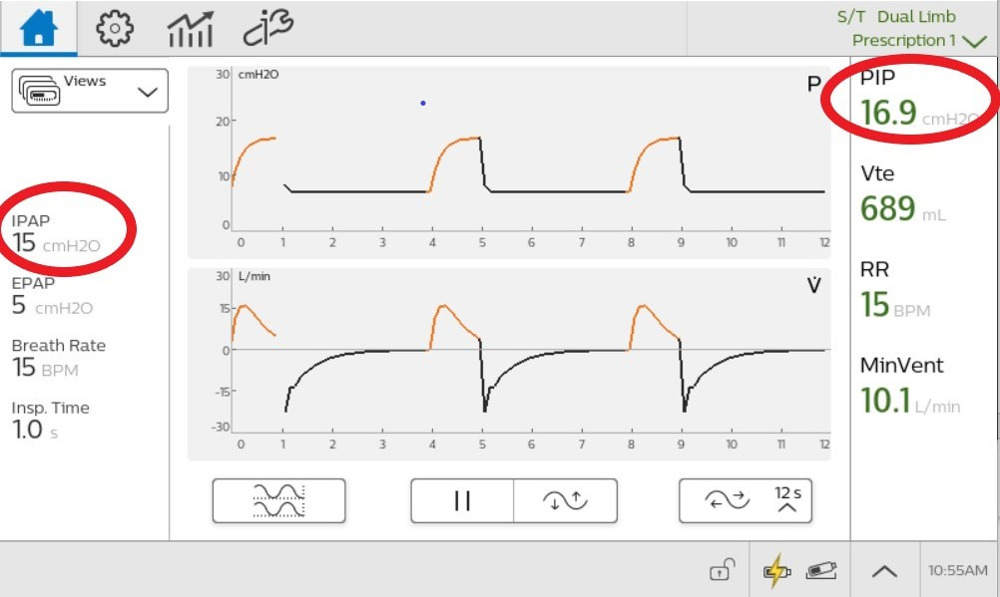 S/T Dual Limb
Prescription 1
Views
IPAP
15 cmH2O
EPAP
5 cmH2O
Breath Rate
15 BPM
Insp. Time
1.0 s
30 cmH2O
P
20
10
0
0 1 2 3 4 5 6 7 8 9 10 11 12
30 L/min
V̇
15
0
-15
-30
0 1 2 3 4 5 6 7 8 9 10 11 12
12 s
PIP
16.9 cmH2O
Vte
689 mL
RR
15 BPM
MinVent
10.1 L/min
10:55AM